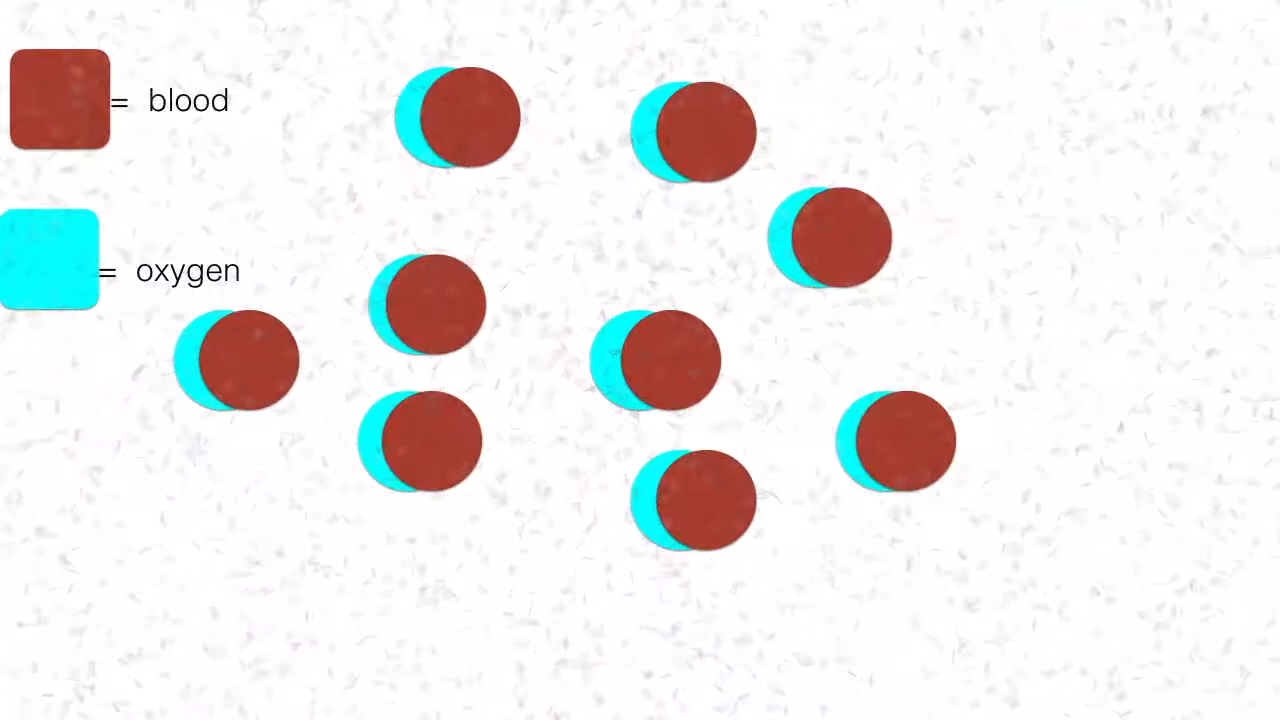 = blood
= oxygen